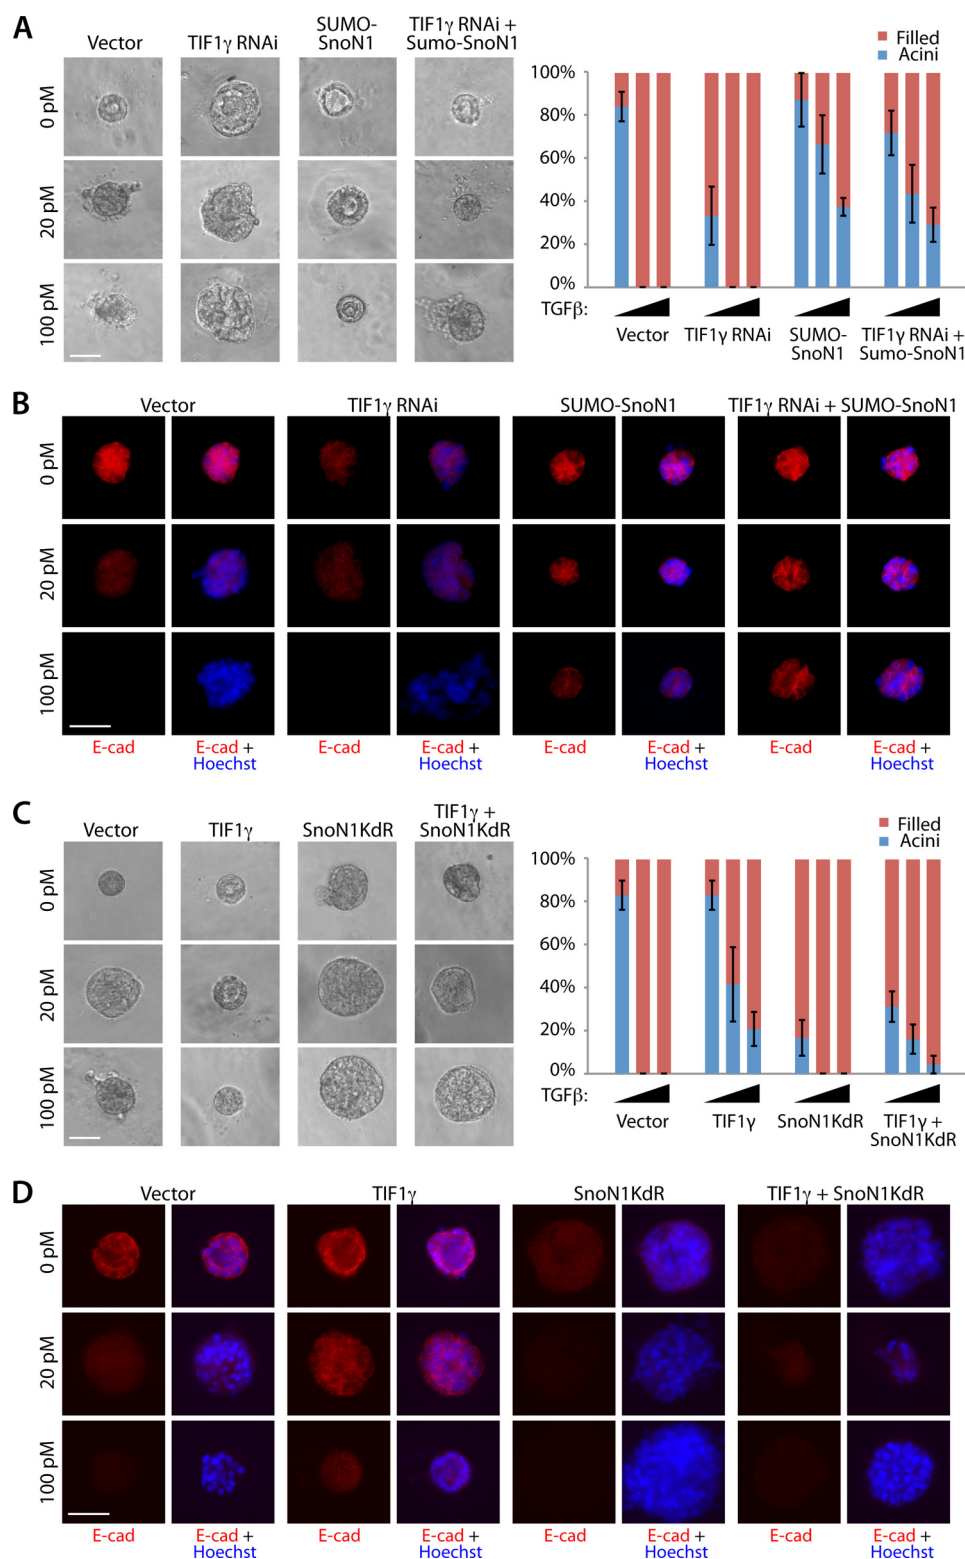 A
Vector
TIF1γ RNAi
SUMO-
SnoN1
TIF1γ RNAi +
Sumo-SnoN1
0 pM
20 pM
100 pM
Filled
Acini
100%
80%
60%
40%
20%
0%
TGFβ:
Vector
TIF1γ RNAi
SUMO-
SnoN1
TIF1γ RNAi +
Sumo-SnoN1
B
Vector
TIF1γ RNAi
SUMO-SnoN1
TIF1γ RNAi + SUMO-SnoN1
0 pM
20 pM
100 pM
E-cad
E-cad +
Hoechst
E-cad
E-cad +
Hoechst
E-cad
E-cad +
Hoechst
E-cad
E-cad +
Hoechst
C
Vector
TIF1γ
SnoN1KdR
TIF1γ +
SnoN1KdR
0 pM
20 pM
100 pM
Filled
Acini
100%
80%
60%
40%
20%
0%
TGFβ:
Vector
TIF1γ
SnoN1KdR
TIF1γ +
SnoN1KdR
D
Vector
TIF1γ
SnoN1KdR
TIF1γ + SnoN1KdR
0 pM
20 pM
100 pM
E-cad
E-cad +
Hoechst
E-cad
E-cad +
Hoechst
E-cad
E-cad +
Hoechst
E-cad
E-cad +
Hoechst